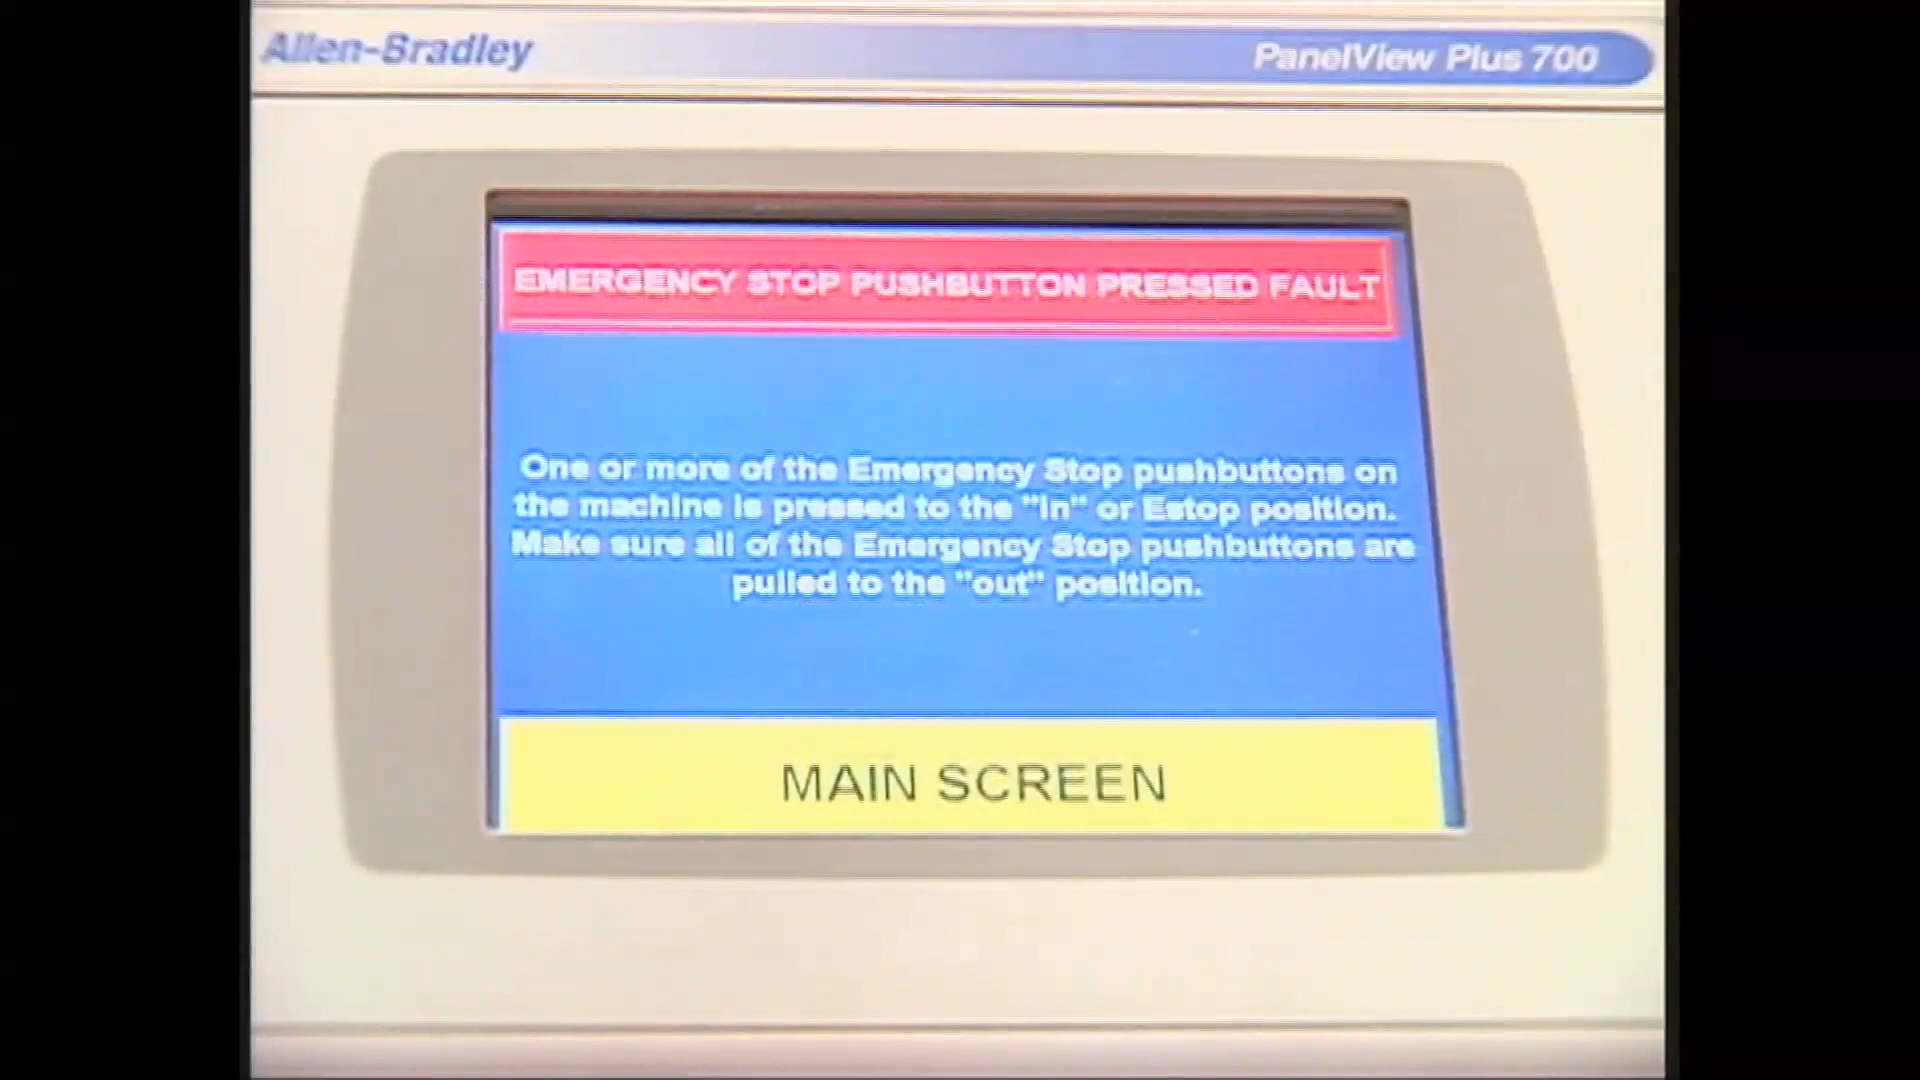 Allen-Bradley
PanelView Plus 700
EMERGENCY STOP PUSHBUTTON PRESSED FAULT
One or more of the Emergency Stop pushbuttons on
the machine is pressed to the "in" or Estop position.
Make sure all of the Emergency Stop pushbuttons are
pulled to the "out" position.
MAIN SCREEN